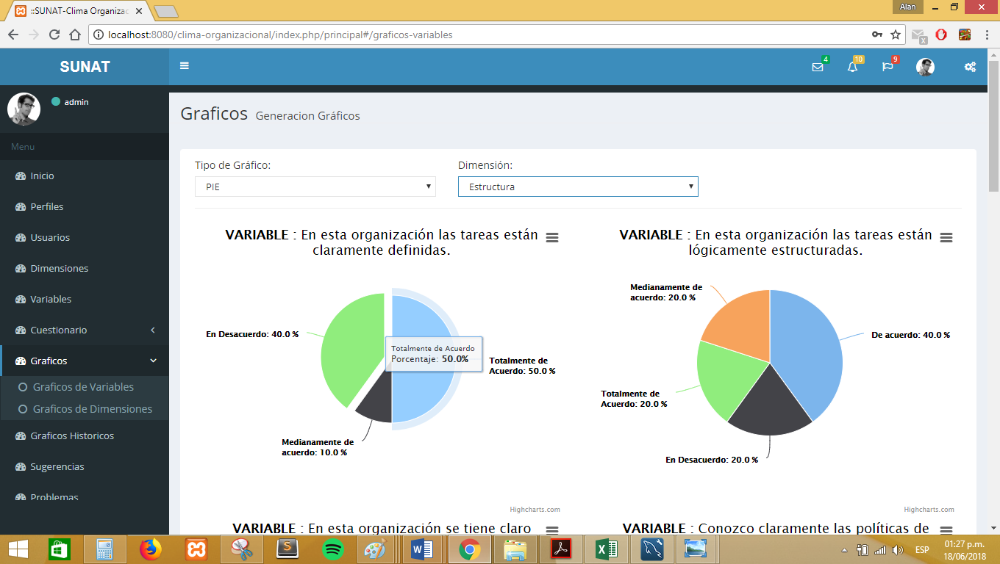 ::SUNAT-Clima Organizac
Alan
localhost:8080/clima-organizacional/index.php/principal#/graficos-variables
SUNAT
4
10
9
admin
Menu
Inicio
Perfiles
Usuarios
Dimensiones
Variables
Cuestionario
Graficos
Graficos de Variables
Graficos de Dimensiones
Graficos Historicos
Sugerencias
Problemas
Graficos Generacion Gráficos
Tipo de Gráfico:
PIE
Dimensión:
Estructura
VARIABLE : En esta organización las tareas están
claramente definidas.
En Desacuerdo: 40.0 %
Totalmente de Acuerdo
Porcentaje: 50.0%
Totalmente de
Acuerdo: 50.0 %
Medianamente de
acuerdo: 10.0 %
Highcharts.com
VARIABLE : En esta organización las tareas están
lógicamente estructuradas.
Medianamente de
acuerdo: 20.0 %
De acuerdo: 40.0 %
Totalmente de
Acuerdo: 20.0 %
En Desacuerdo: 20.0 %
Highcharts.com
VARIABLE : En esta organización se tiene claro
VARIABLE : Conozco claramente las políticas de
ESP
01:27 p.m.
18/06/2018